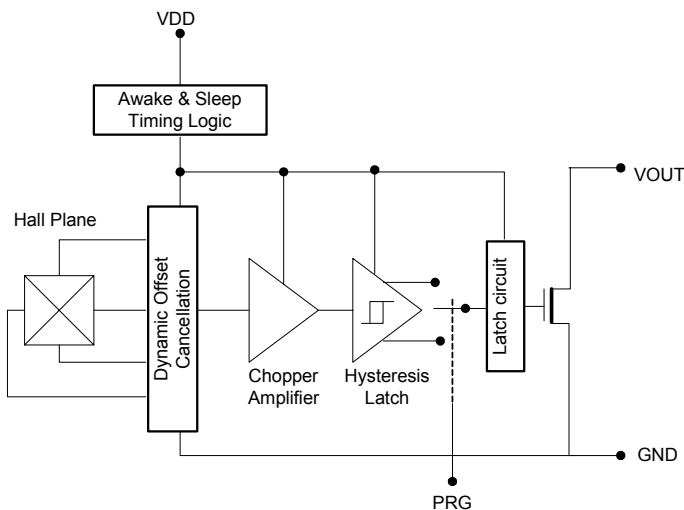 VDD
Awake & Sleep
Timing Logic
VOUT
Hall Plane
Dynamic Offset
Cancellation
Latch circuit
Chopper
Amplifier
Hysteresis
Latch
GND
PRG